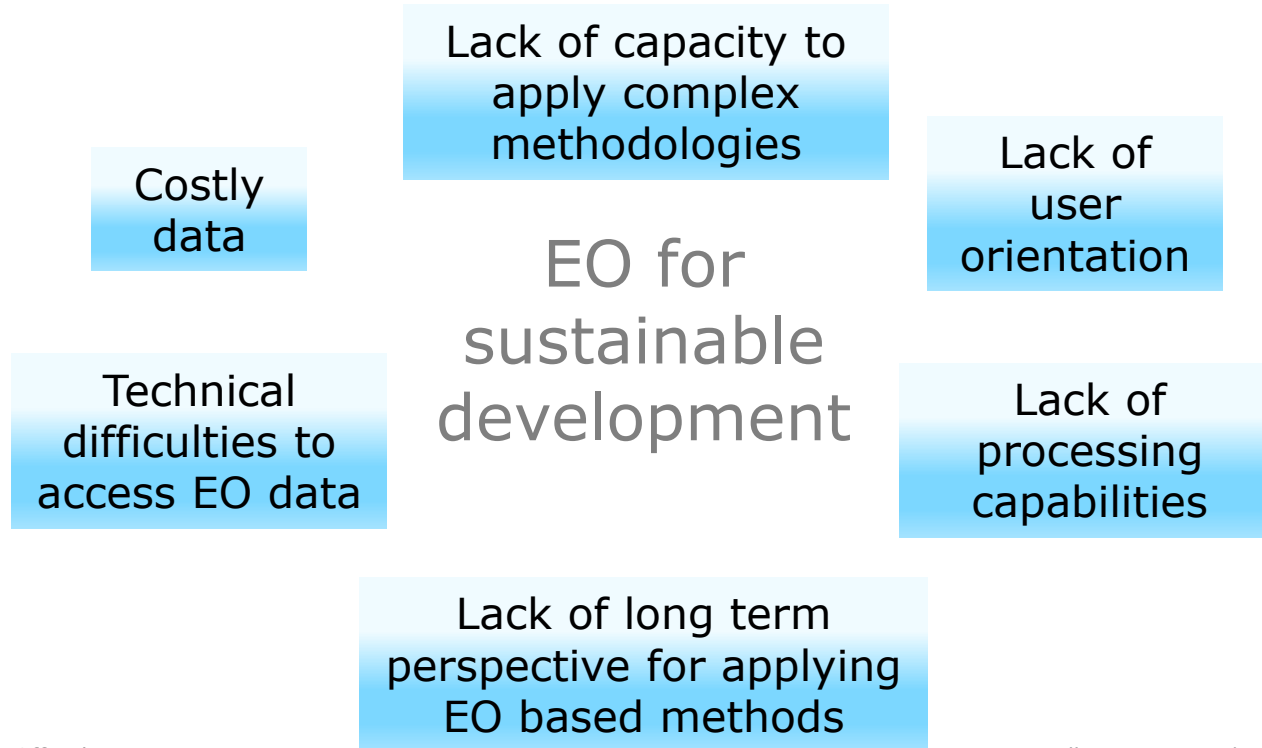 Lack of capacity to
apply complex
methodologies
Costly
data
Lack of
user
orientation
EO for
sustainable
development
Technical
difficulties to
access EO data
Lack of
processing
capabilities
Lack of long term
perspective for applying
EO based methods